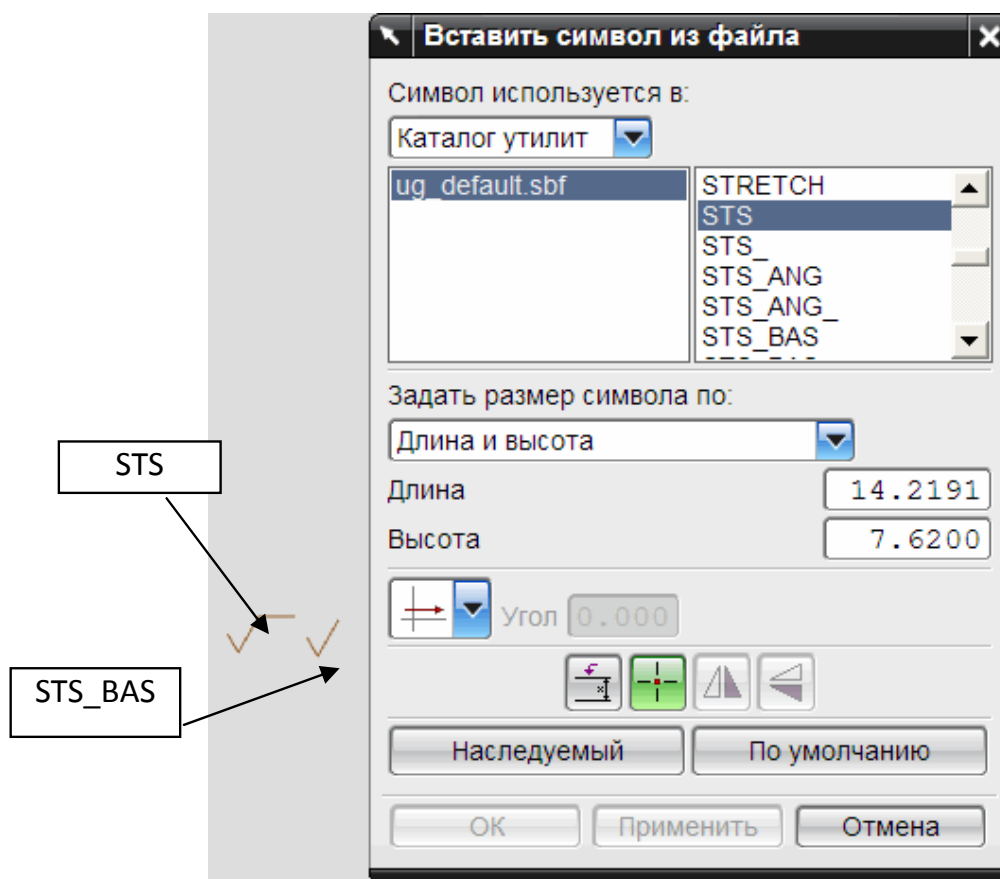 Вставить символ из файла
Символ используется в:
Каталог утилит
ug_default.sbf
STRETCH
STS
STS_
STS_ANG
STS_ANG_
STS_BAS
Задать размер символа по:
Длина и высота
Длина 14.2191
Высота 7.6200
Угол 0.000
Наследуемый По умолчанию
ОК Применить Отмена
STS
STS_BAS